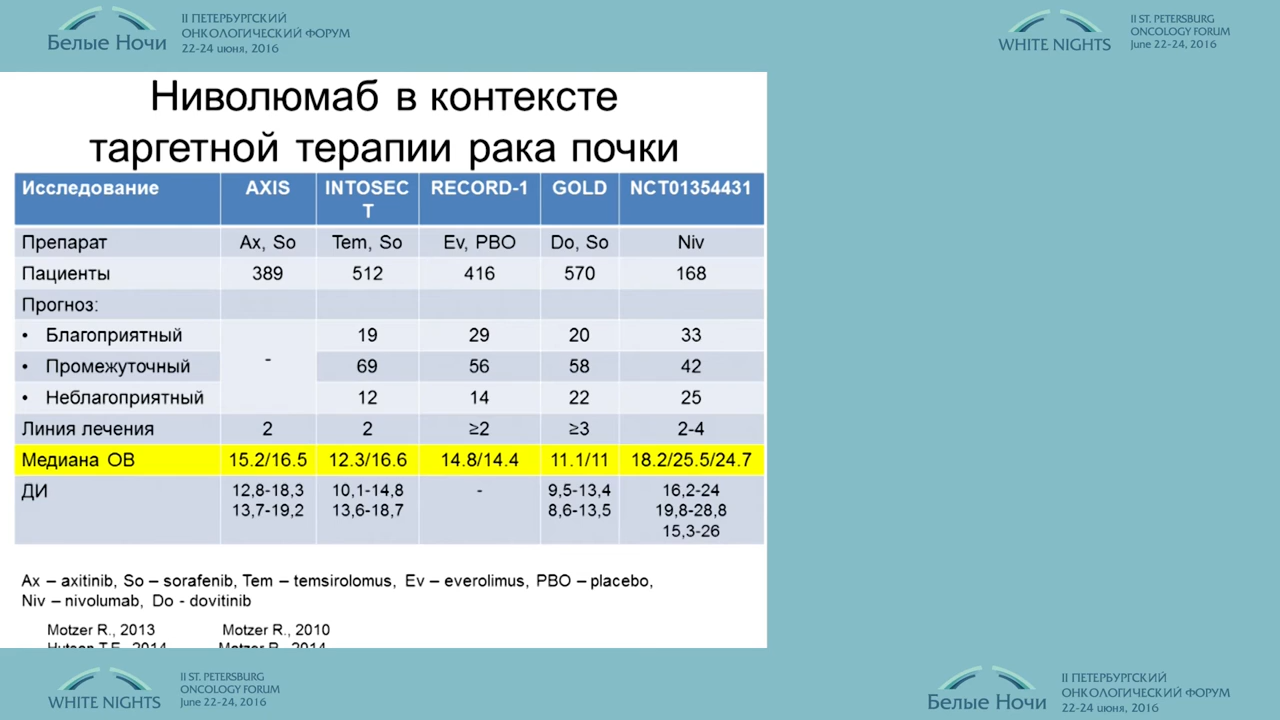 II ПЕТЕРБУРГСКИЙ
ОНКОЛОГИЧЕСКИЙ ФОРУМ
Белые Ночи
22-24 июня, 2016
II ST. PETERSBURG
ONCOLOGY FORUM
WHITE NIGHTS
June 22-24, 2016
Ниволюмаб в контексте
таргетной терапии рака почки
Исследование AXIS INTOSEC RECORD-1 GOLD NCT01354431
T
Препарат Ax, So Tem, So Ev, PBO Do, So Niv
Пациенты 389 512 416 570 168
Прогноз:
• Благоприятный 19 29 20 33
-
• Промежуточный 69 56 58 42
• Неблагоприятный 12 14 22 25
Линия лечения 2 2 ≥2 ≥3 2-4
Медиана ОВ 15.2/16.5 12.3/16.6 14.8/14.4 11.1/11 18.2/25.5/24.7
ДИ 12,8-18,3 10,1-14,8 - 9,5-13,4 16,2-24
13,7-19,2 13,6-18,7 8,6-13,5 19,8-28,8
15,3-26
Ax – axitinib, So – sorafenib, Tem – temsirolomus, Ev – everolimus, PBO – placebo,
Niv – nivolumab, Do - dovitinib
Motzer R., 2013 Motzer R., 2010
Hutson T.E., 2014 Motzer R., 2014
II ST. PETERSBURG
ONCOLOGY FORUM
WHITE NIGHTS
June 22-24, 2016
II ПЕТЕРБУРГСКИЙ
ОНКОЛОГИЧЕСКИЙ ФОРУМ
Белые Ночи
22-24 июня, 2016